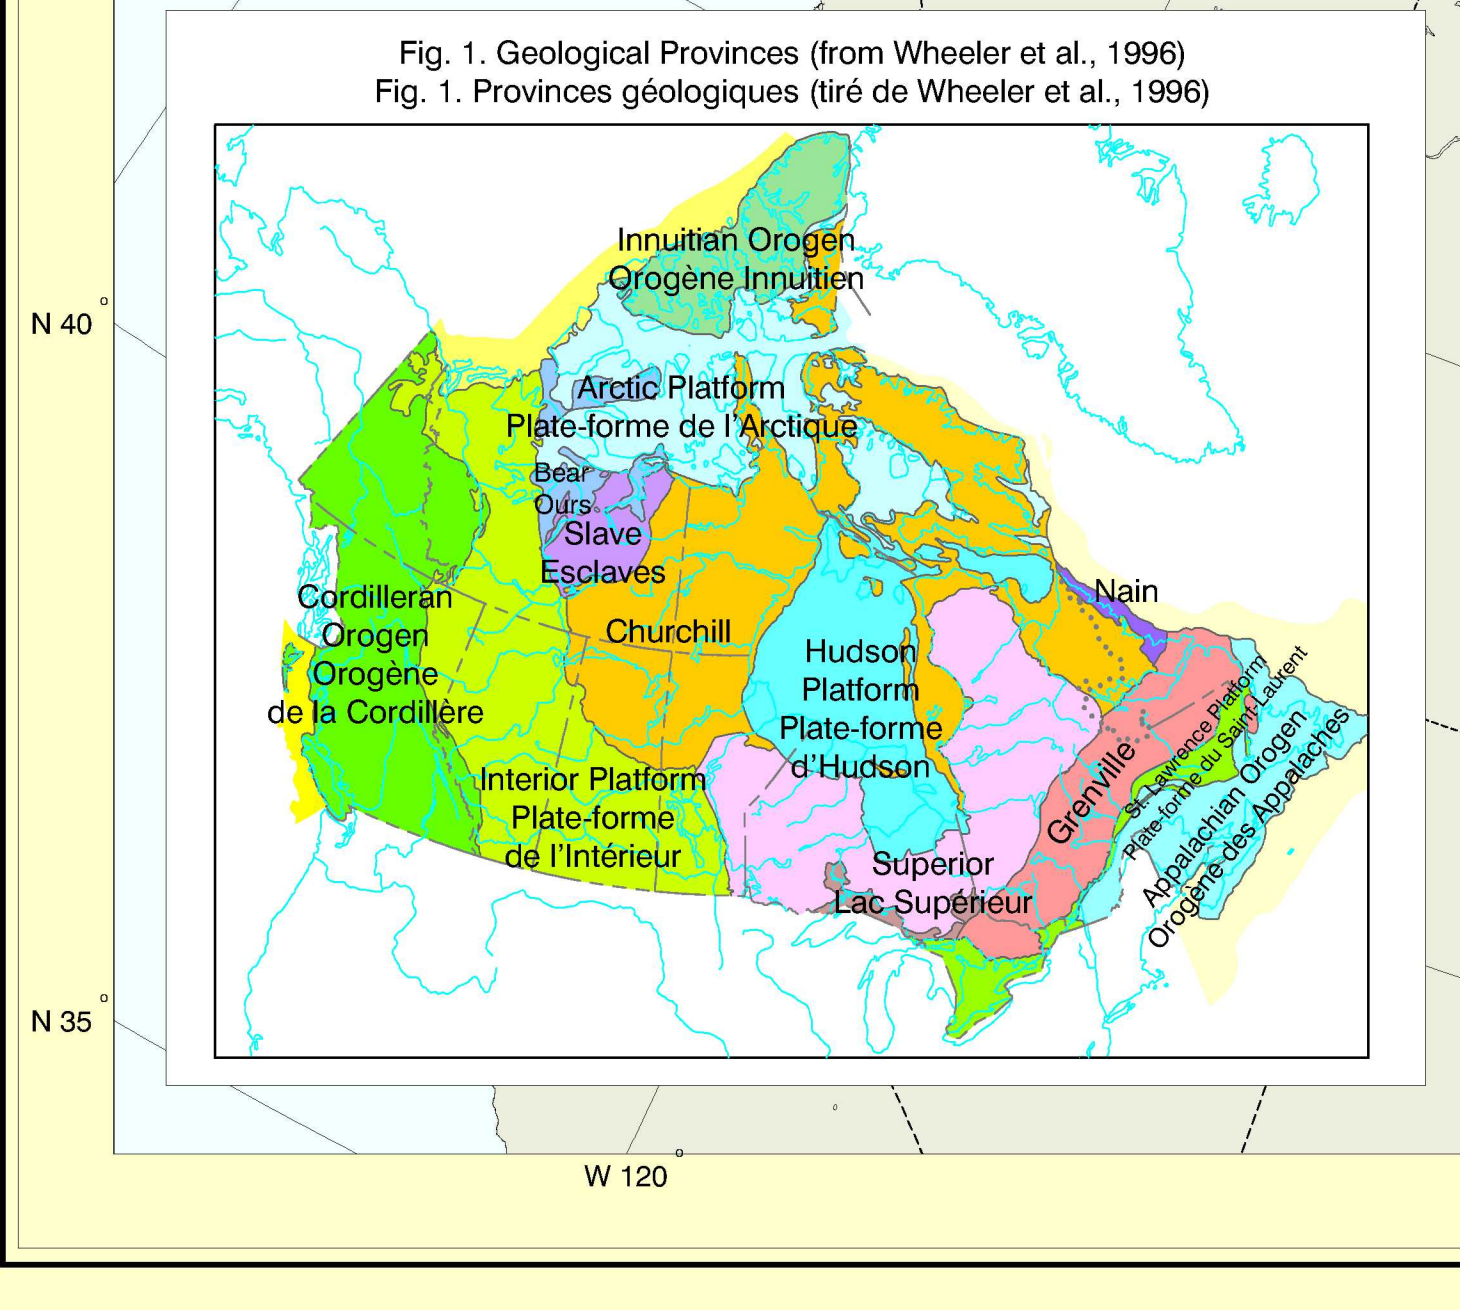 Fig. 1. Geological Provinces (from Wheeler et al., 1996)
Fig. 1. Provinces géologiques (tiré de Wheeler et al., 1996)
Innuitian Orogen
Orogène Innuitien
N 40°
Arctic Platform
Plate-forme de l'Arctique
Bear
Ours
Slave
Esclaves
Nain
Cordilleran
Orogen
Orogène
de la Cordillère
Churchill
Hudson
Platform
Plate-forme
d'Hudson
St. Lawrence Platform
Plate-forme du Saint-Laurent
Grenville
Appalachian Orogen
Orogène des Appalaches
Interior Platform
Plate-forme
de l'Intérieur
Superior
Lac Supérieur
N 35°
W 120°